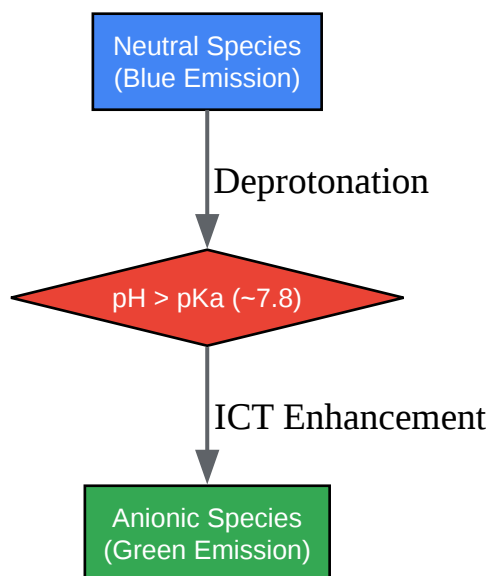 Neutral Species
(Blue Emission)
Deprotonation
pH > pKa (~7.8)
ICT Enhancement
Anionic Species
(Green Emission)